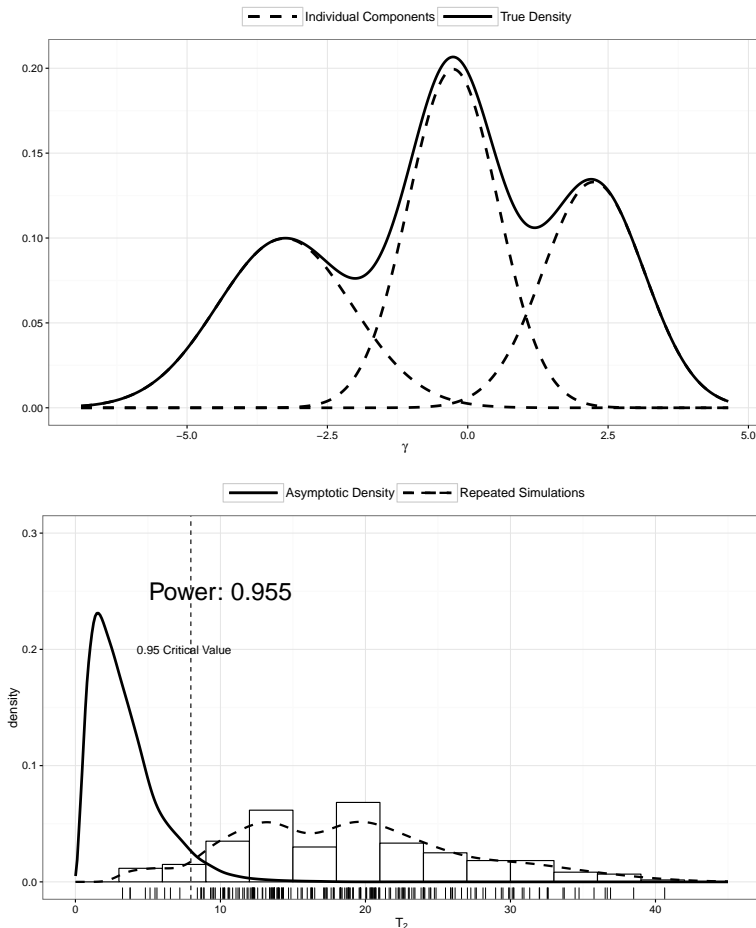 Individual Components True Density
0.20
0.15
0.10
0.05
0.00
−5.0 −2.5 0.0 2.5 5.0
γ
Asymptotic Density Repeated Simulations
0.3
0.2
0.1
0.0
density
Power: 0.955
0.95 Critical Value
0 10 20 30 40
T₂